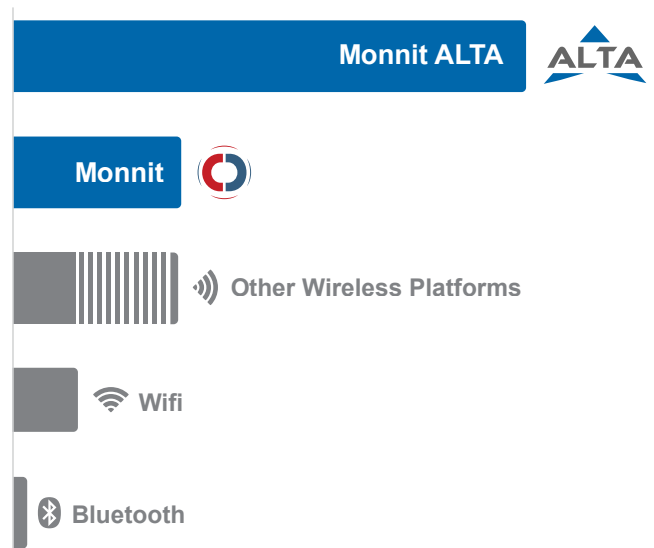 Monnit ALTA
ALTA
Monnit
Other Wireless Platforms
Wifi
Bluetooth